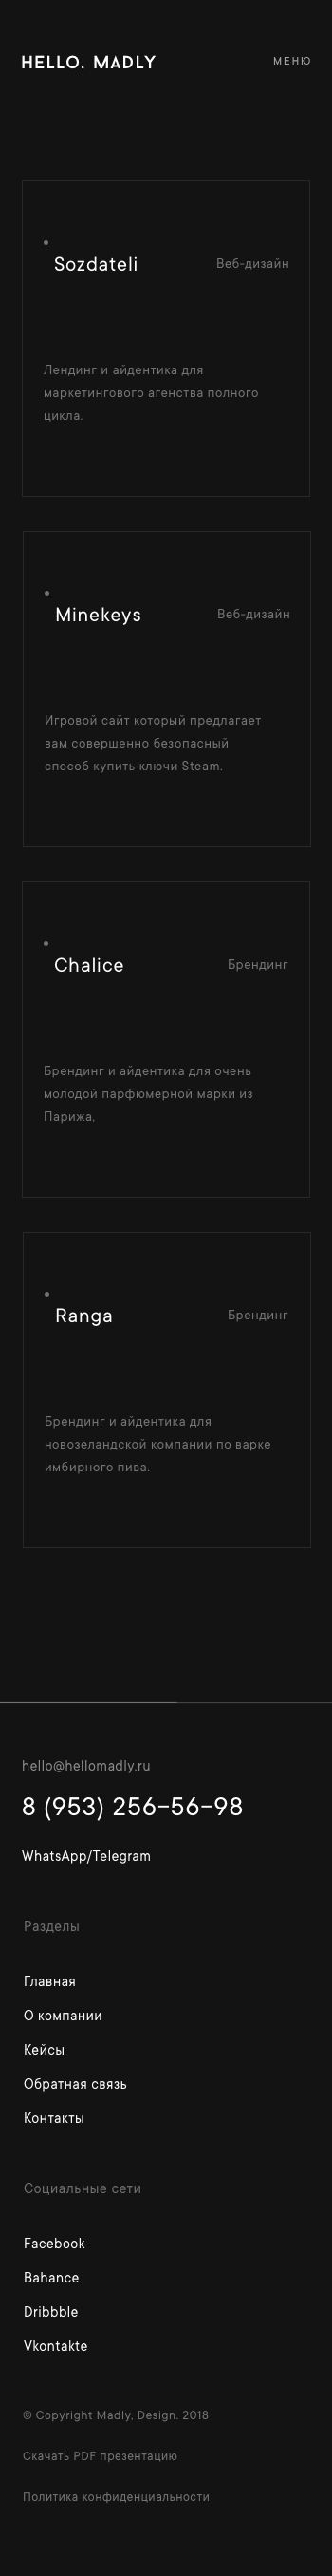 HELLO, MADLY
МЕНЮ
Sozdateli
Веб-дизайн
Лендинг и айдентика для
маркетингового агенства полного
цикла.
Minekeys
Веб-дизайн
Игровой сайт который предлагает
вам совершенно безопасный
способ купить ключи Steam.
Chalice
Брендинг
Брендинг и айдентика для очень
молодой парфюмерной марки из
Парижа,
Ranga
Брендинг
Брендинг и айдентика для
новозеландской компании по варке
имбирного пива.
hello@hellomadly.ru
8 (953) 256-56-98
WhatsApp/Telegram
Разделы
Главная
О компании
Кейсы
Обратная связь
Контакты
Социальные сети
Facebook
Bahance
Dribbble
Vkontakte
© Copyright Madly, Design. 2018
Скачать PDF презентацию
Политика конфиденциальности